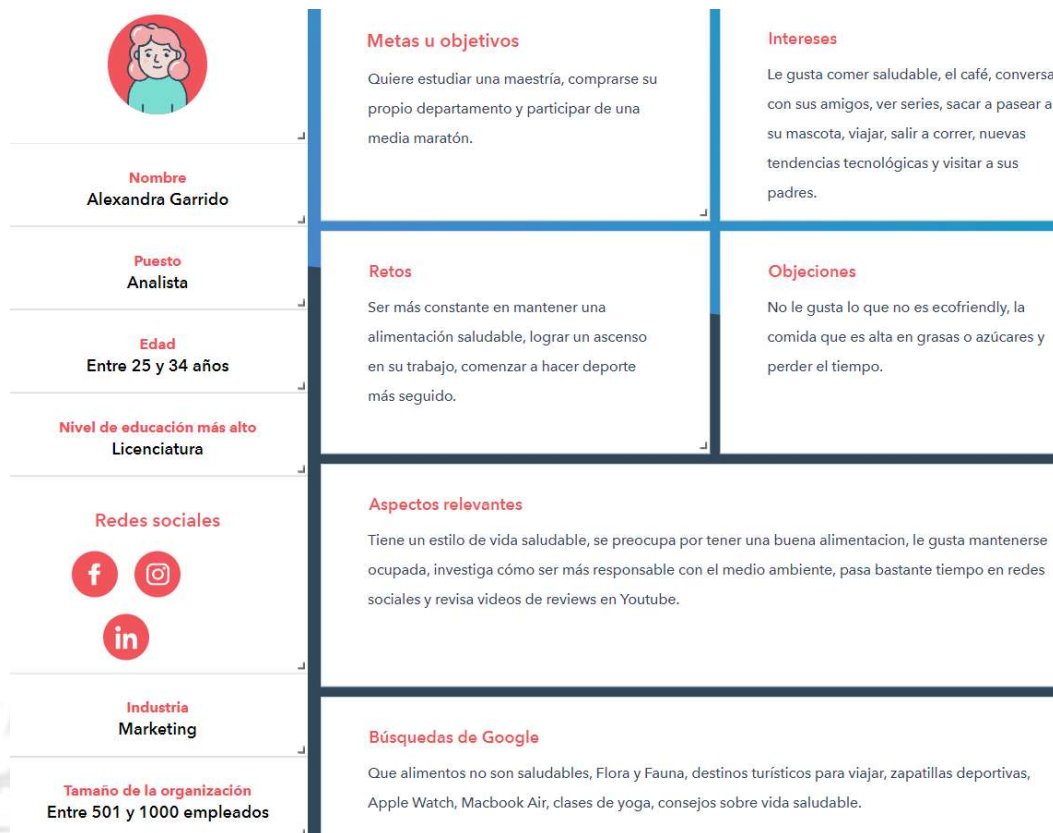 Nombre
Alexandra Garrido
Puesto
Analista
Edad
Entre 25 y 34 años
Nivel de educación más alto
Licenciatura
Redes sociales
f
in
Industria
Marketing
Tamaño de la organización
Entre 501 y 1000 empleados
Metas u objetivos
Quiere estudiar una maestría, comprarse su
propio departamento y participar de una
media maratón.
Intereses
Le gusta comer saludable, el café, conversa
con sus amigos, ver series, sacar a pasear a
su mascota, viajar, salir a correr, nuevas
tendencias tecnológicas y visitar a sus
padres.
Retos
Ser más constante en mantener una
alimentación saludable, lograr un ascenso
en su trabajo, comenzar a hacer deporte
más seguido.
Objeciones
No le gusta lo que no es ecofriendly, la
comida que es alta en grasas o azúcares y
perder el tiempo.
Aspectos relevantes
Tiene un estilo de vida saludable, se preocupa por tener una buena alimentacion, le gusta mantenerse
ocupada, investiga cómo ser más responsable con el medio ambiente, pasa bastante tiempo en redes
sociales y revisa videos de reviews en Youtube.
Búsquedas de Google
Que alimentos no son saludables, Flora y Fauna, destinos turísticos para viajar, zapatillas deportivas,
Apple Watch, Macbook Air, clases de yoga, consejos sobre vida saludable.